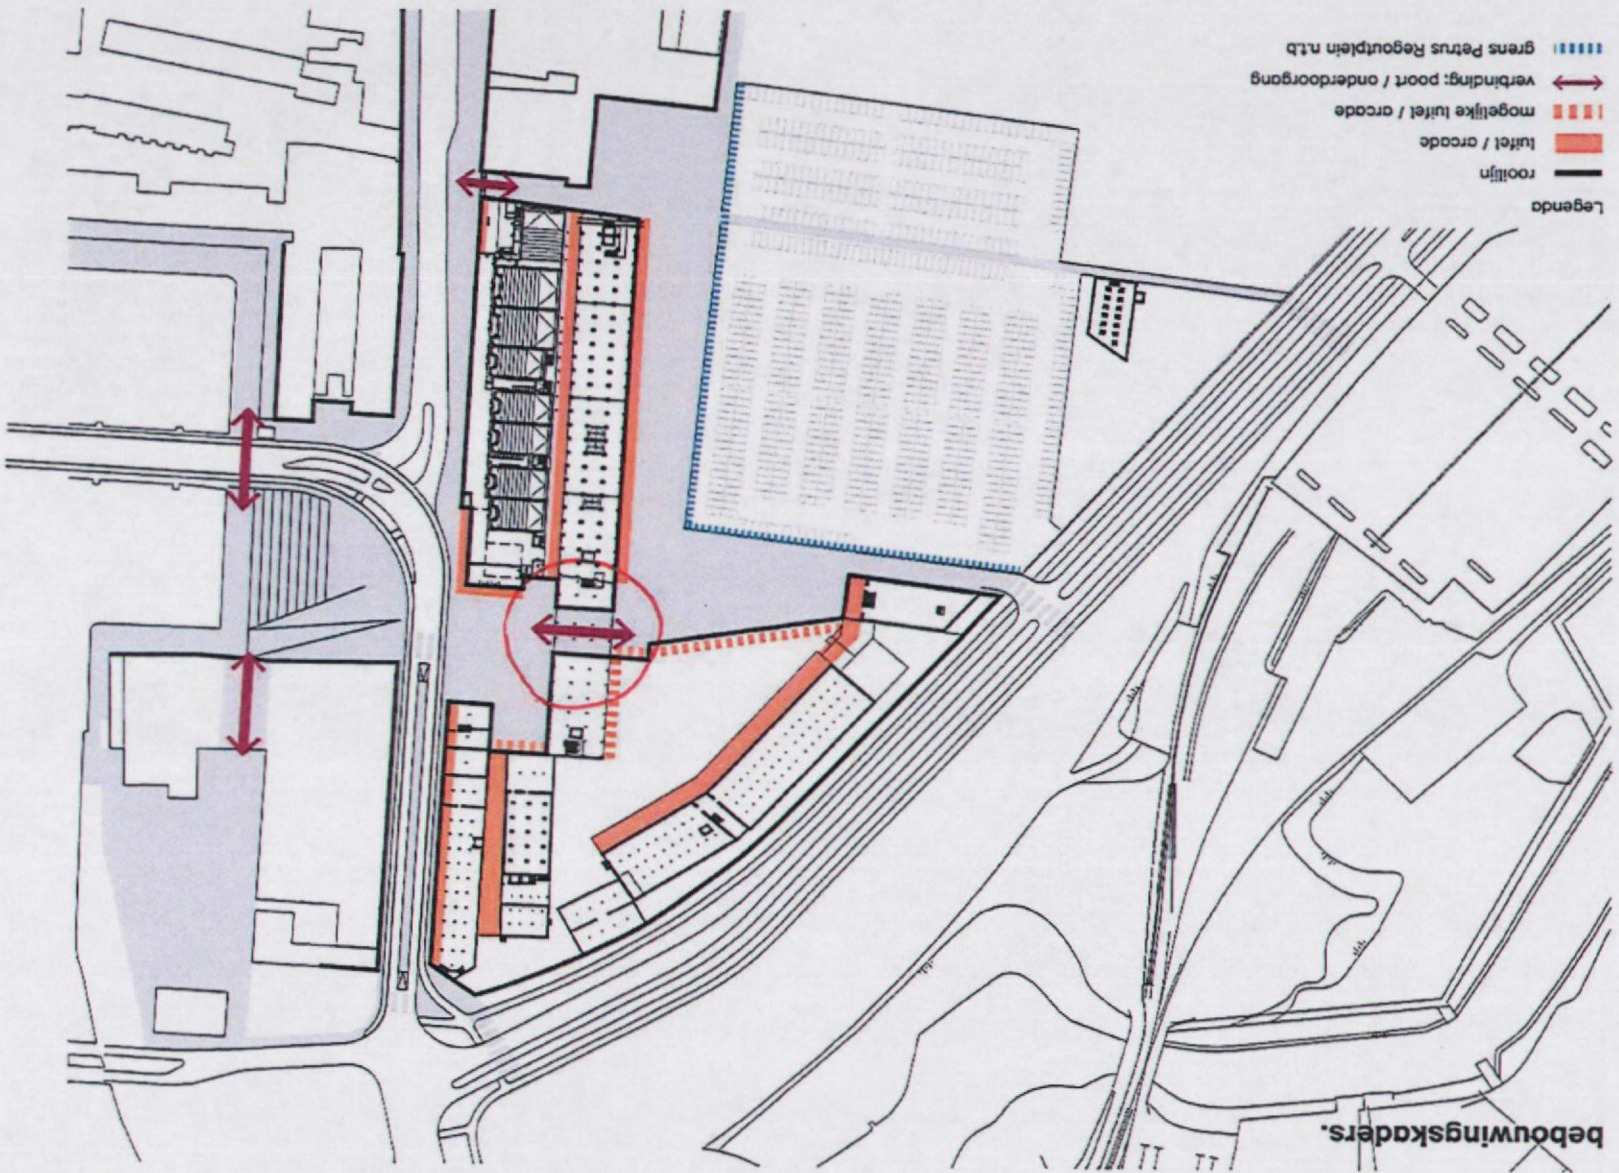 bebouwingskaders.
Legenda
rooilijn
luifel / arcade
mogelijke luifel / arcade
verbinding; poort / onderdoorgang
grens Petrus Regoutplein n.t.b